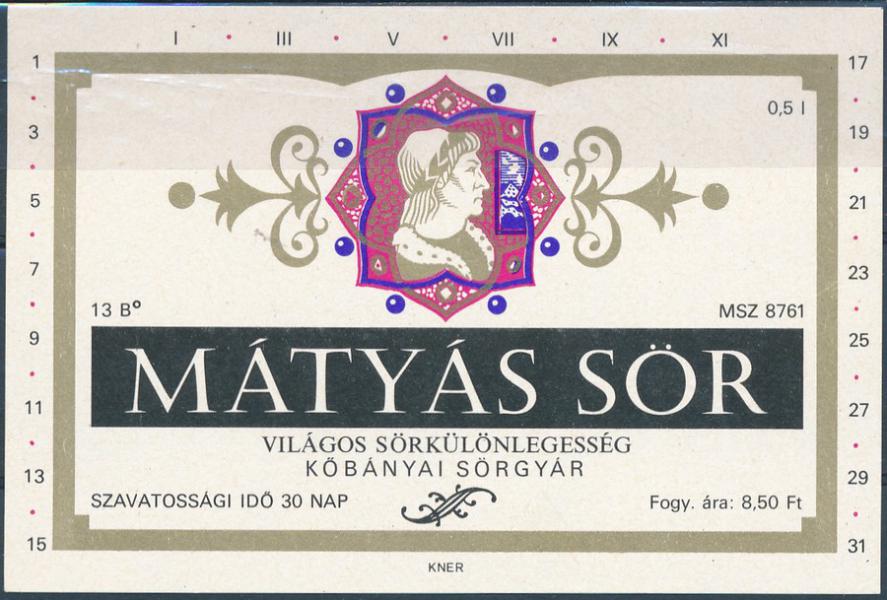 I • III • V • VII • IX • XI
1 17
0,5 l
3 19
5 21
7 23
13 B° MSZ 8761
9 25
MÁTYÁS SÖR
11 27
VILÁGOS SÖRKÜLÖNLEGESSÉG
KŐBÁNYAI SÖRGYÁR
13 29
SZAVATOSSÁGI IDŐ 30 NAP Fogy. ára: 8,50 Ft
15 31
KNER